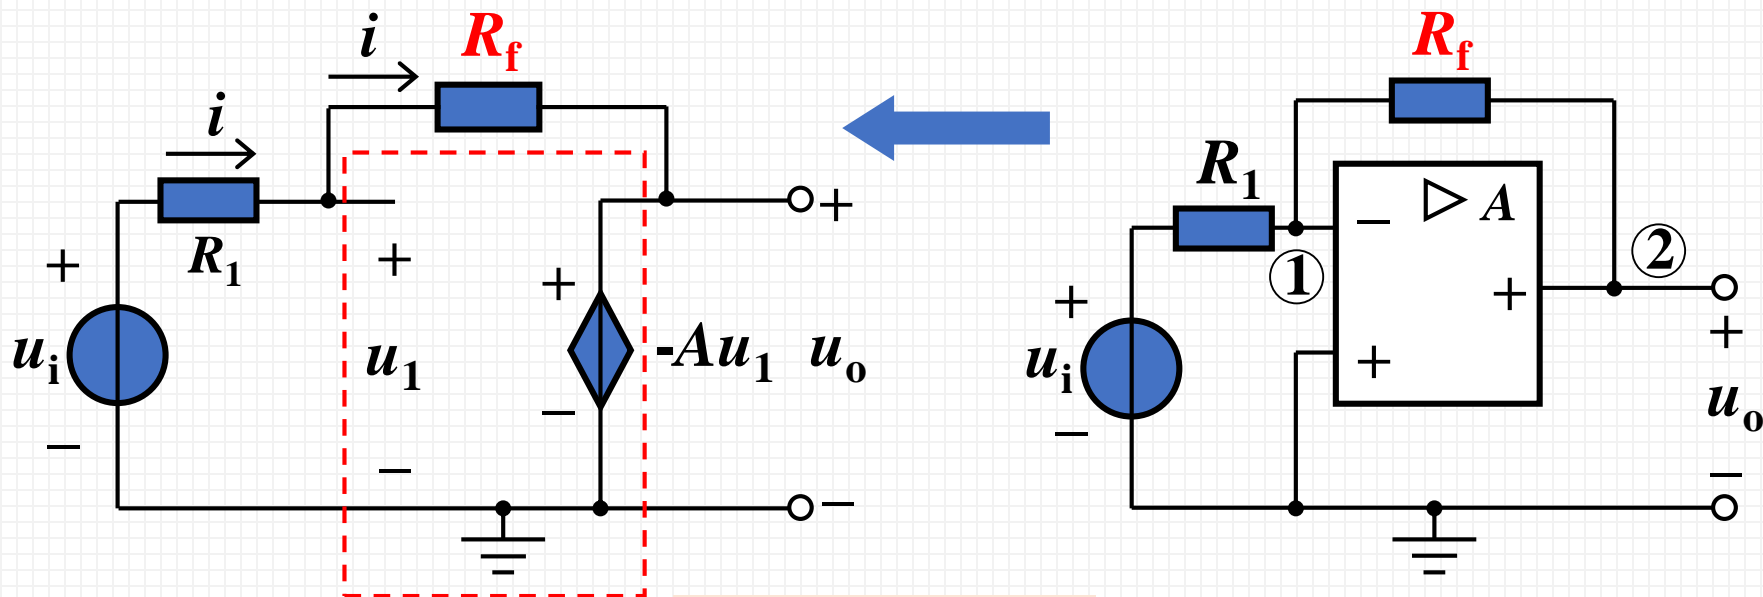 i
Rf
i
R1
+
ui
−
+
u1
−
+
-Au1
−
+
uo
−
Rf
R1
−
A
+
+
①
②
+
ui
−
+
uo
−